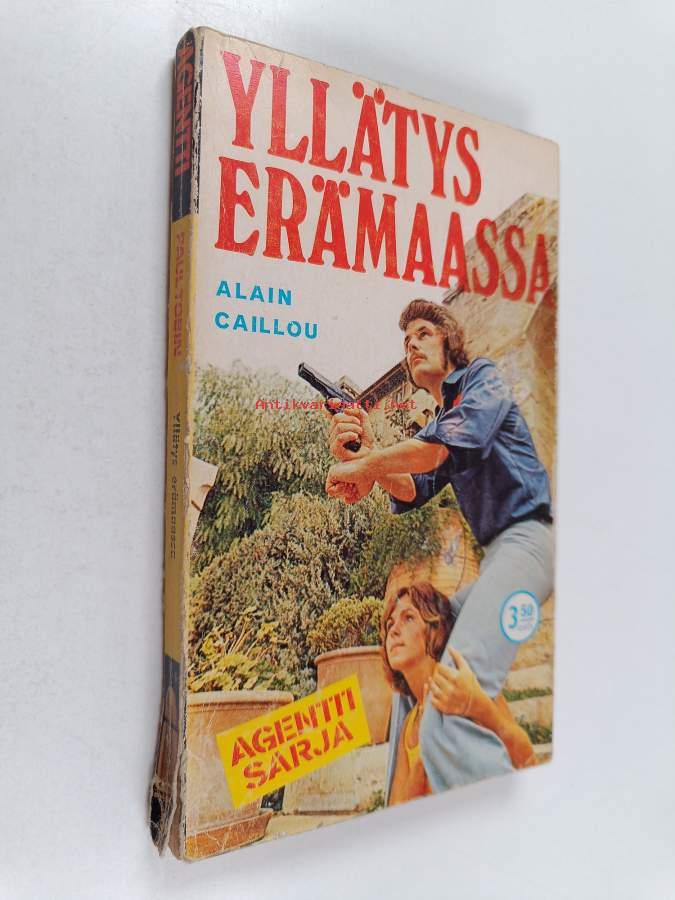 YLLÄTYS
ERÄMAASSA
ALAIN
CAILLOU
Antikvariaatti.net
3.50
AGENTTI
SARJA
AGENTTI
PAUL TOBIN
Yllätys erämaassa